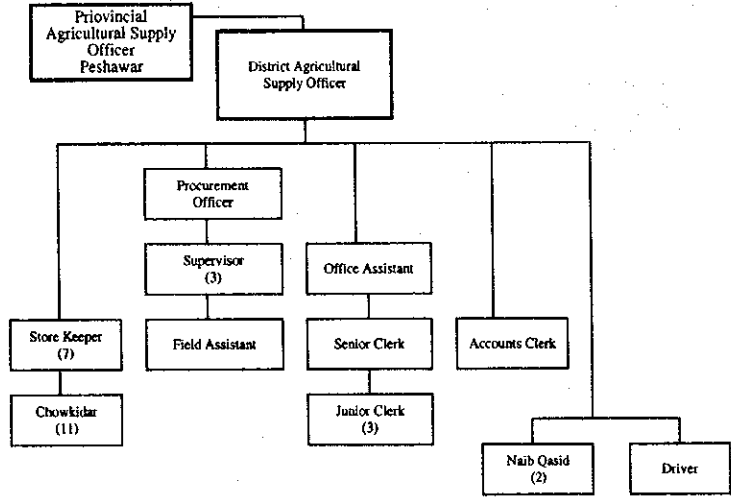 Priovincial
Agricultural Supply
Officer
Peshawar
District Agricultural
Supply Officer
Procurement
Officer
Supervisor
(3)
Office Assistant
Store Keeper
(7)
Field Assistant
Senior Clerk
Accounts Clerk
Chowkidar
(11)
Junior Clerk
(3)
Naib Qasid
(2)
Driver